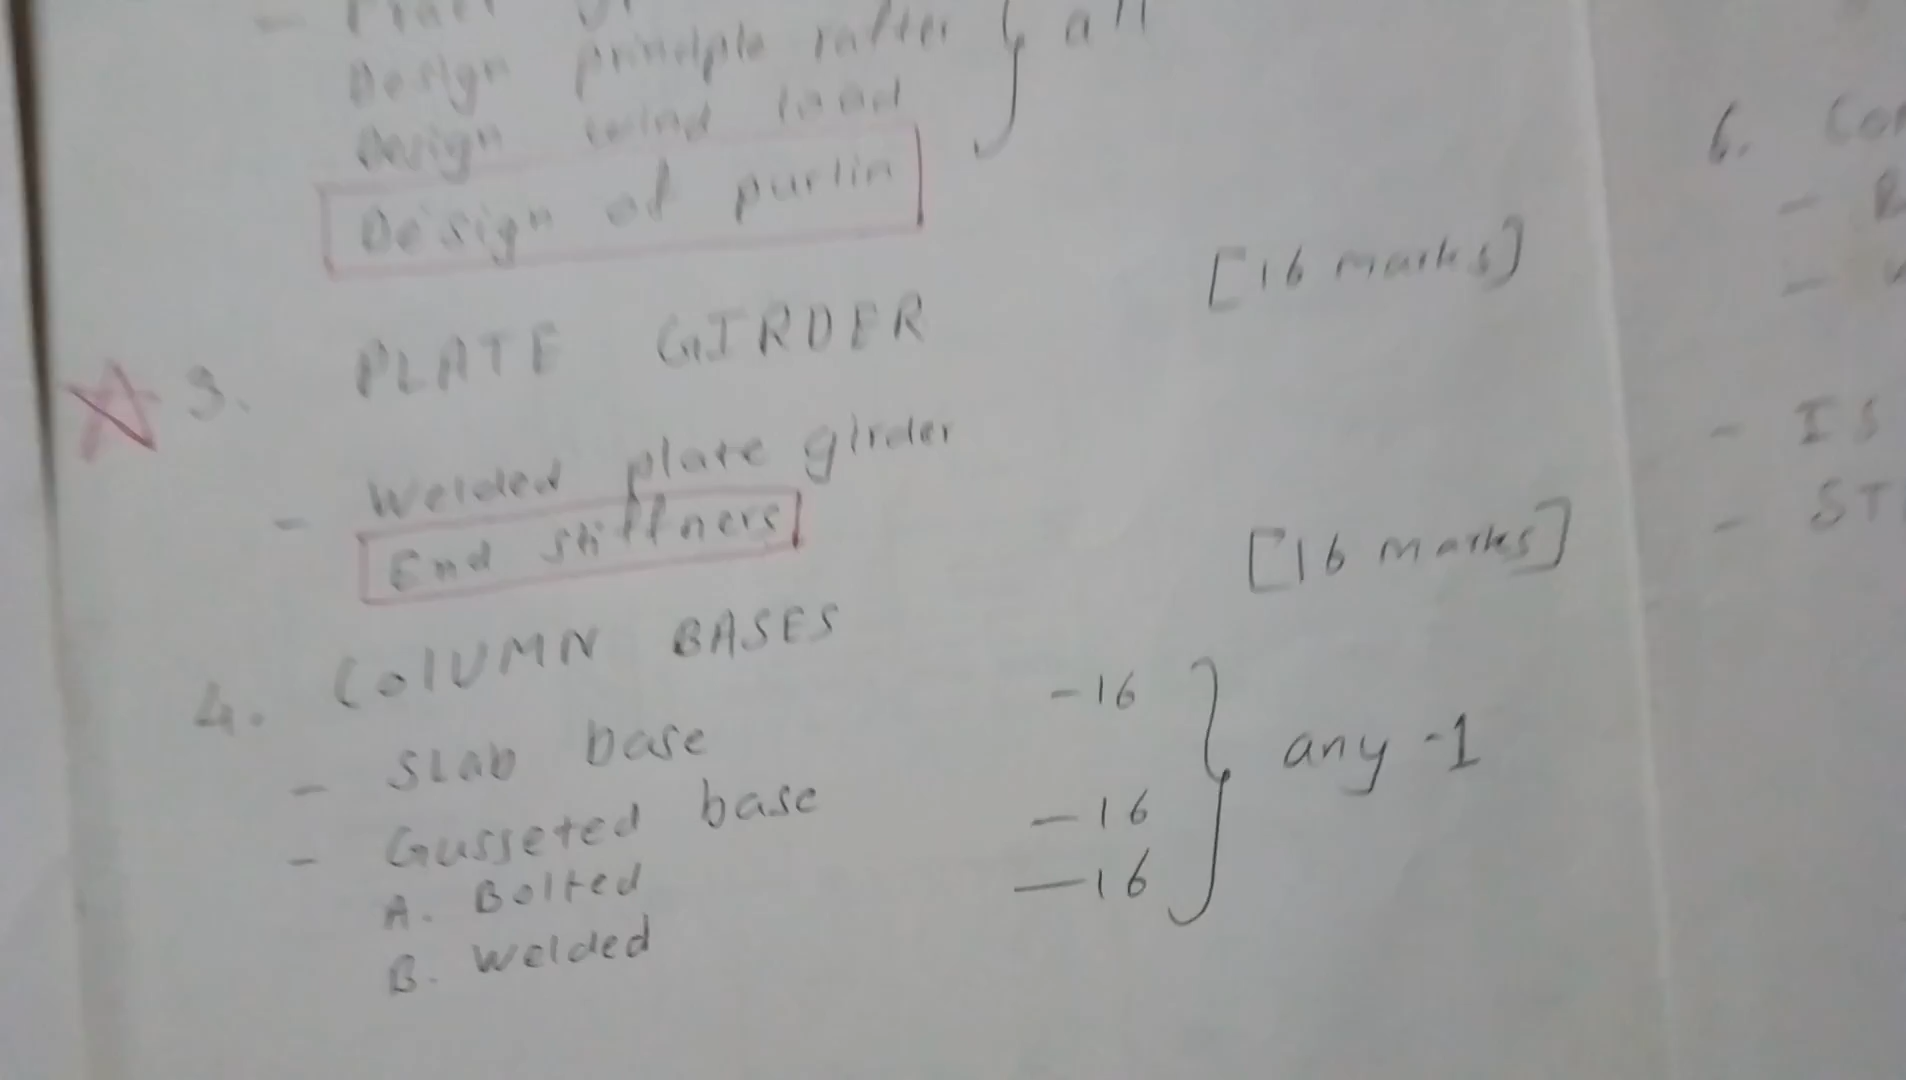 Design principle rafter } all
Design wind load
Design of purlin
3. PLATE GIRDER [16 marks]
- Welded plate girder
End stiffners
4. COlUMN BASES [16 marks]
- Slab base -16
- Gusseted base
A. Bolted -16
B. Welded -16
} any -1
6.
- IS
- ST